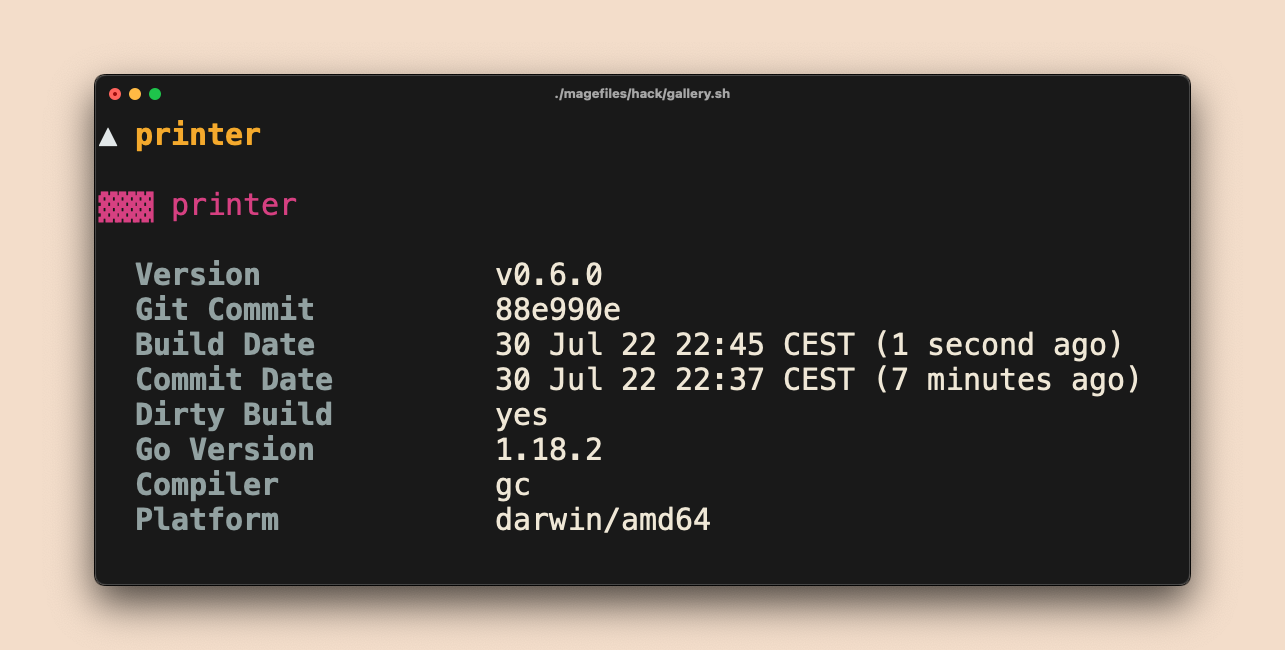 ./magefiles/hack/gallery.sh
▲ printer
▓▓▓ printer
Version v0.6.0
Git Commit 88e990e
Build Date 30 Jul 22 22:45 CEST (1 second ago)
Commit Date 30 Jul 22 22:37 CEST (7 minutes ago)
Dirty Build yes
Go Version 1.18.2
Compiler gc
Platform darwin/amd64